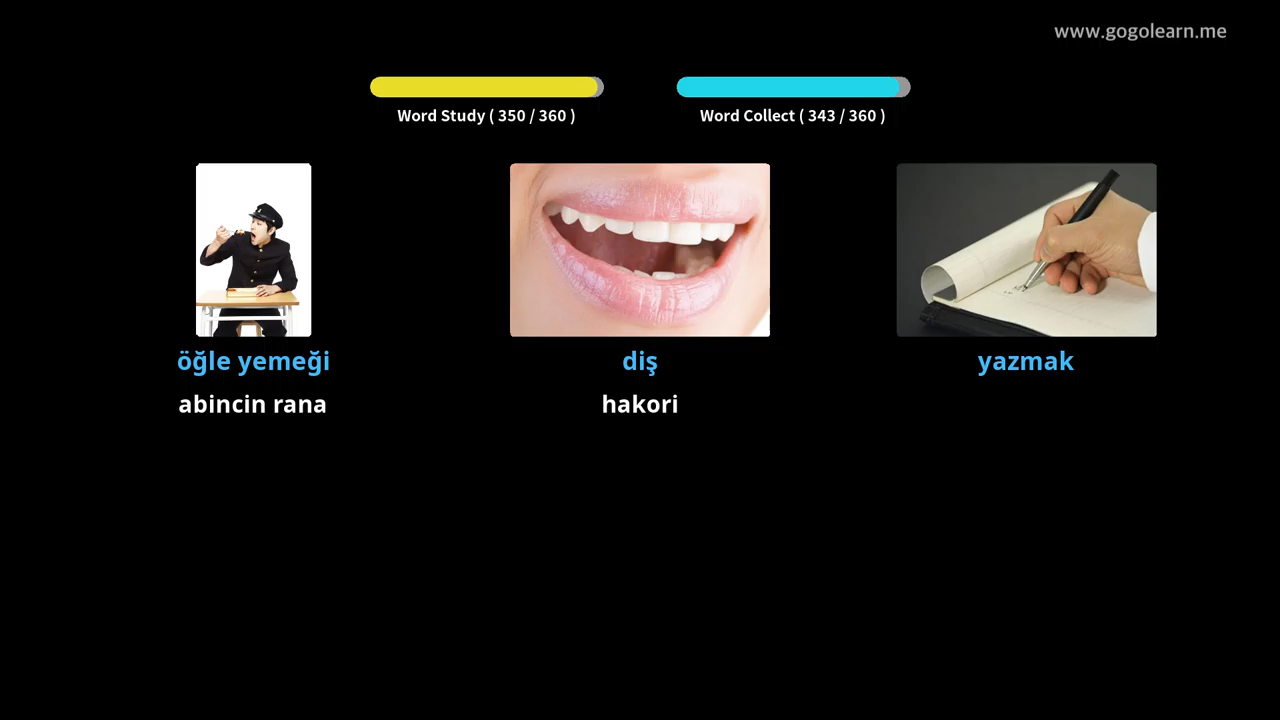 www.gogolearn.me
Word Study ( 350 / 360 )
Word Collect ( 343 / 360 )
öğle yemeği
diş
yazmak
abincin rana
hakori